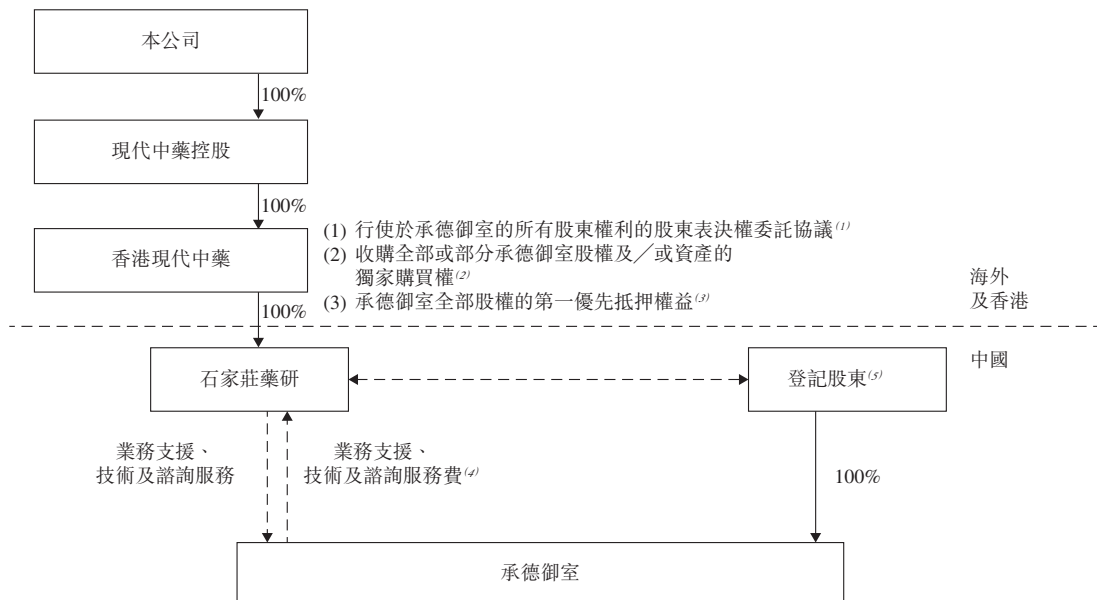 本公司
100%
現代中藥控股
100%
香港現代中藥
(1) 行使於承德御室的所有股東權利的股東表決權委託協議(1)
(2) 收購全部或部分承德御室股權及／或資產的
獨家購買權(2)
(3) 承德御室全部股權的第一優先抵押權益(3)
海外
及香港
100%
中國
石家莊藥研
登記股東(5)
業務支援、
技術及諮詢服務
業務支援、
技術及諮詢服務費(4)
100%
承德御室